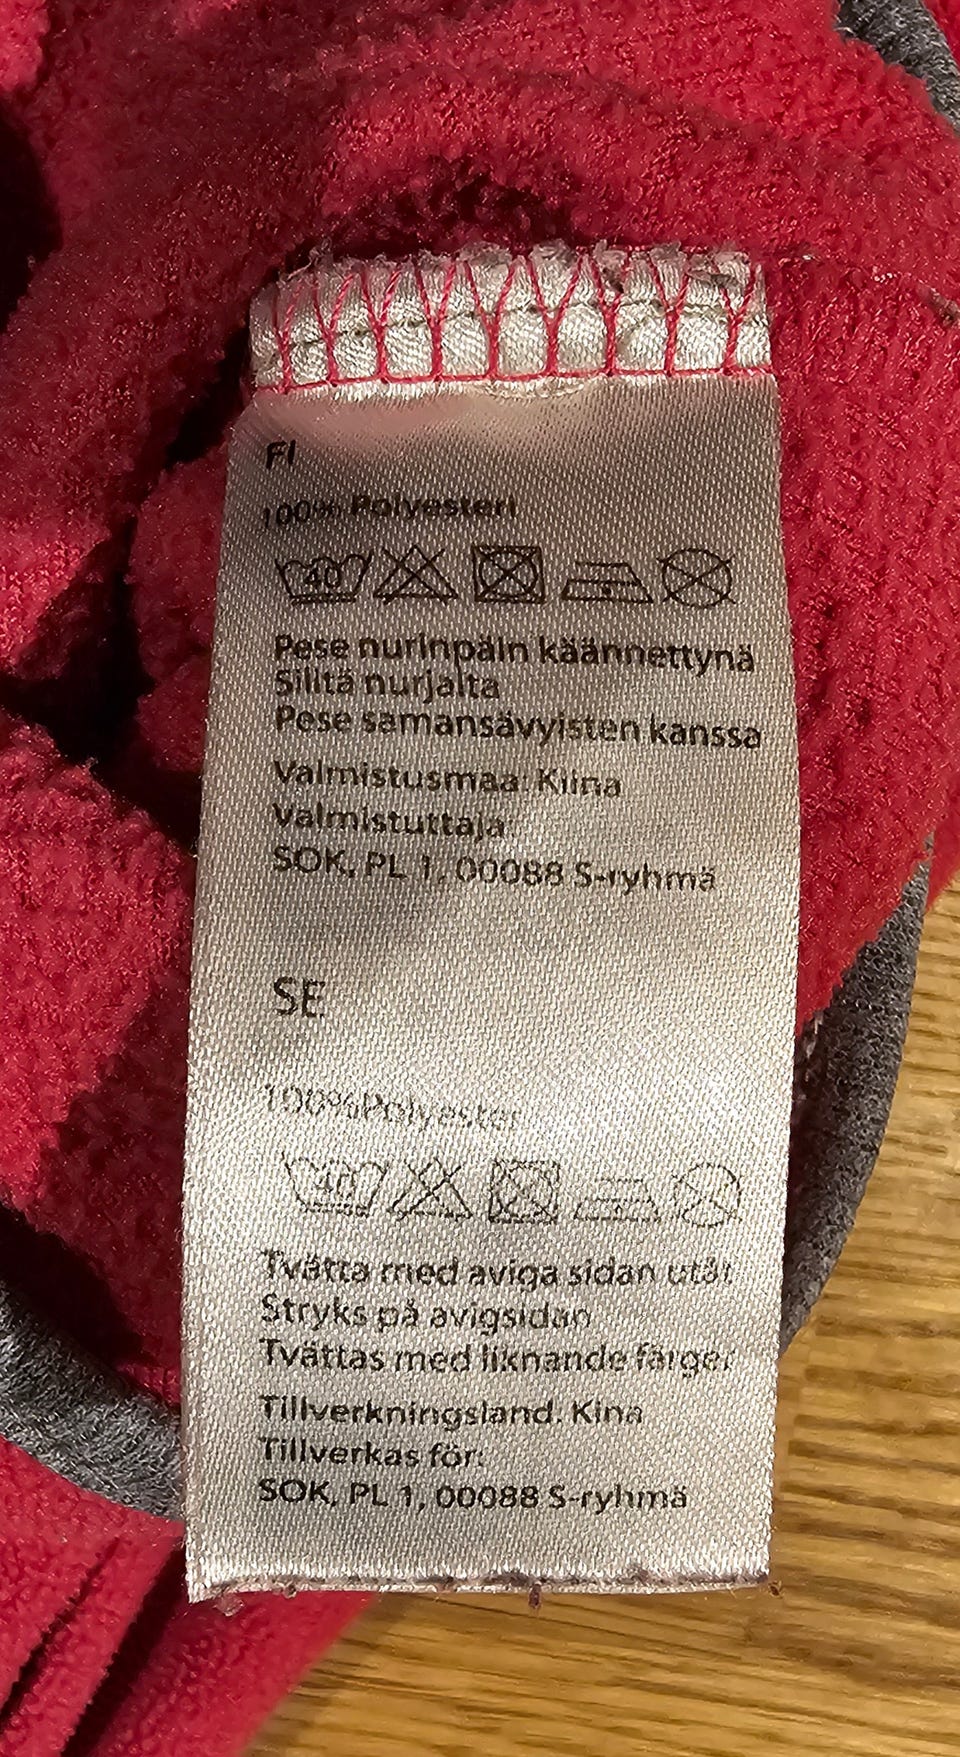 FI
100% Polyesteri
40
Pese nurinpäin käännettynä
Silitä nurjalta
Pese samansävyisten kanssa
Valmistusmaa: Kiina
Valmistuttaja:
SOK, PL 1, 00088 S-ryhmä
SE
100%Polyester
40
Tvätta med aviga sidan utåt
Stryks på avigsidan
Tvättas med liknande färger
Tillverkningsland: Kina
Tillverkas för:
SOK, PL 1, 00088 S-ryhmä